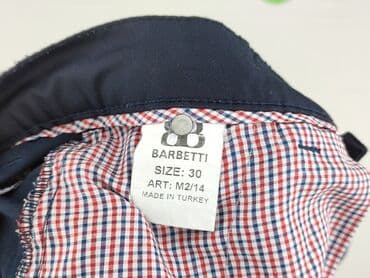 BARBETTI
SIZE: 30
ART: M2/14
MADE IN TURKEY